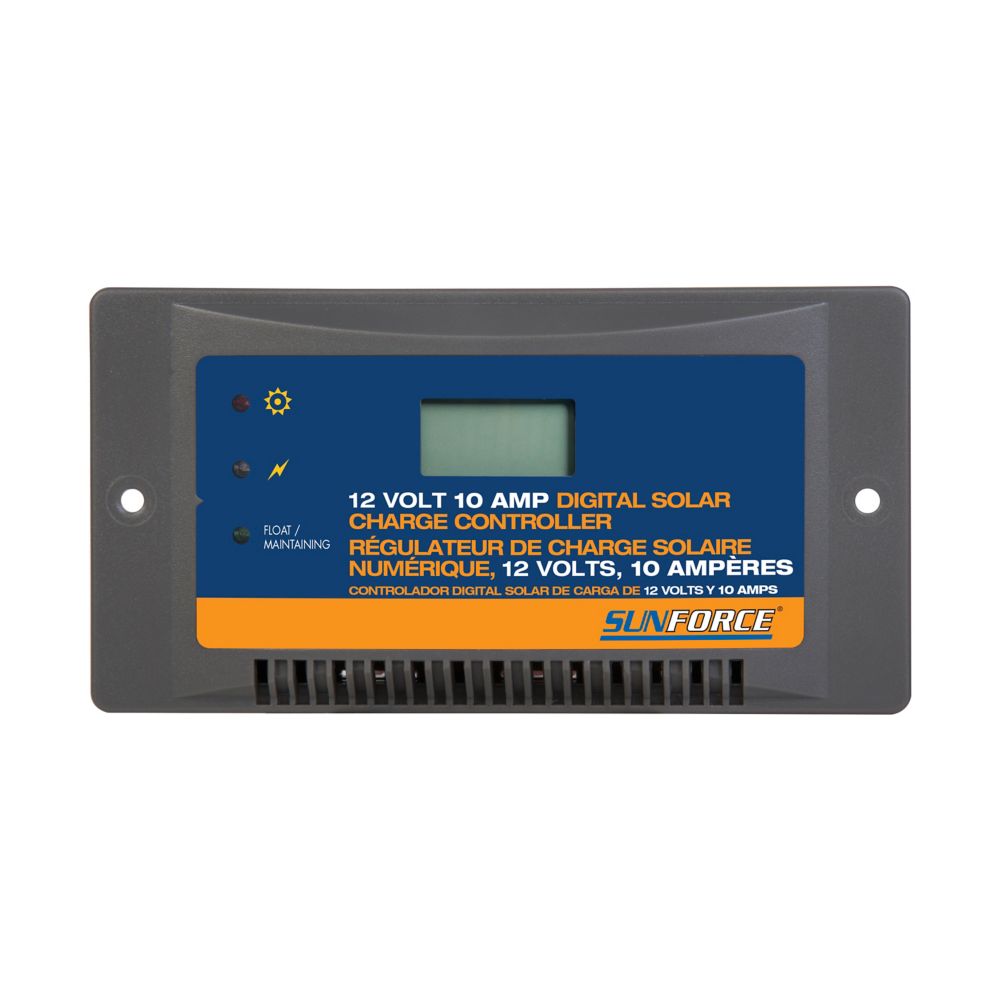 12 VOLT 10 AMP DIGITAL SOLAR
CHARGE CONTROLLER
FLOAT /
MAINTAINING
RÉGULATEUR DE CHARGE SOLAIRE
NUMÉRIQUE, 12 VOLTS, 10 AMPÈRES
CONTROLADOR DIGITAL SOLAR DE CARGA DE 12 VOLTS Y 10 AMPS
SUNFORCE®